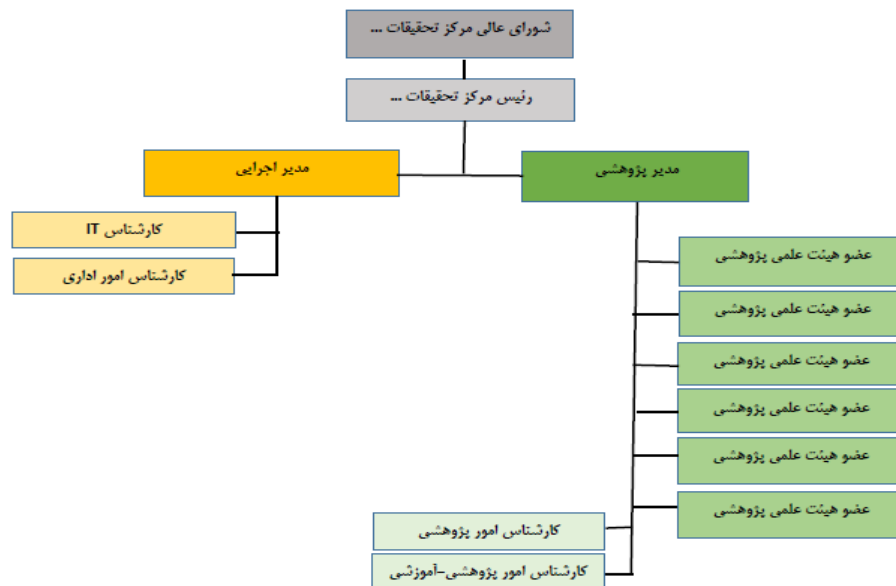 شورای عالی مرکز تحقیقات ...
رئیس مرکز تحقیقات ...
مدیر پژوهشی
مدیر اجرایی
کارشناس IT
کارشناس امور اداری
عضو هیئت علمی پژوهشی
عضو هیئت علمی پژوهشی
عضو هیئت علمی پژوهشی
عضو هیئت علمی پژوهشی
عضو هیئت علمی پژوهشی
عضو هیئت علمی پژوهشی
کارشناس امور پژوهشی
کارشناس امور پژوهشی-آموزشی